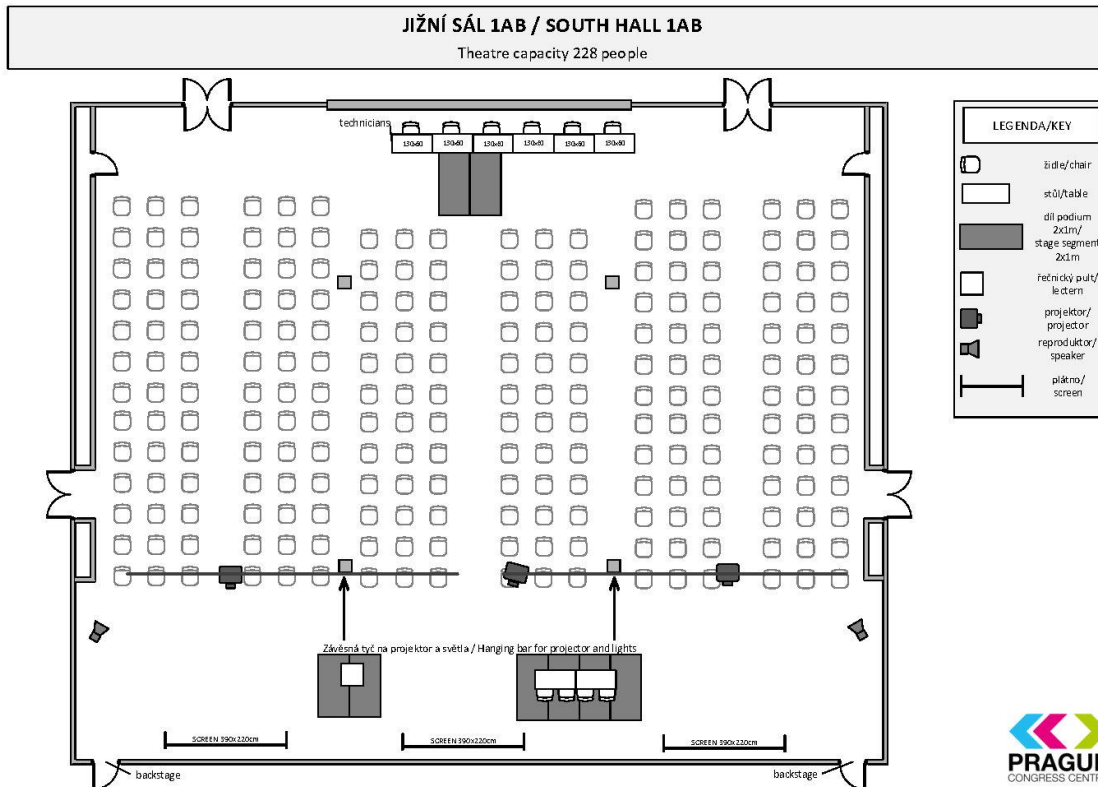 JIŽNÍ SÁL 1AB / SOUTH HALL 1AB
Theatre capacity 228 people
technicians
130x60 130x60 130x60 130x60 130x60 130x60
LEGENDA/KEY
židle/chair
stůl/table
díl podium
2x1m/
stage segment
2x1m
řečnický pult/
lectern
projektor/
projector
reproduktor/
speaker
plátno/
screen
Závěsná tyč na projektor a světla / Hanging bar for projector and lights
SCREEN 390x220cm
SCREEN 390x220cm
SCREEN 390x220cm
backstage
backstage
PRAGU
CONGRESS CENT